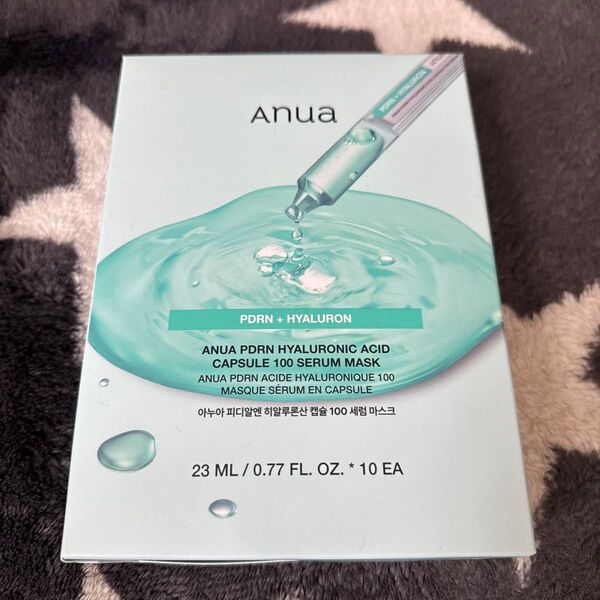 Anua
PDRN + HYALURON
PDRN + HYALURON
ANUA PDRN HYALURONIC ACID
CAPSULE 100 SERUM MASK
ANUA PDRN ACIDE HYALURONIQUE 100
MASQUE SÉRUM EN CAPSULE
아누아 피디알엔 히알루론산 캡슐 100 세럼 마스크
23 ML / 0.77 FL. OZ. * 10 EA